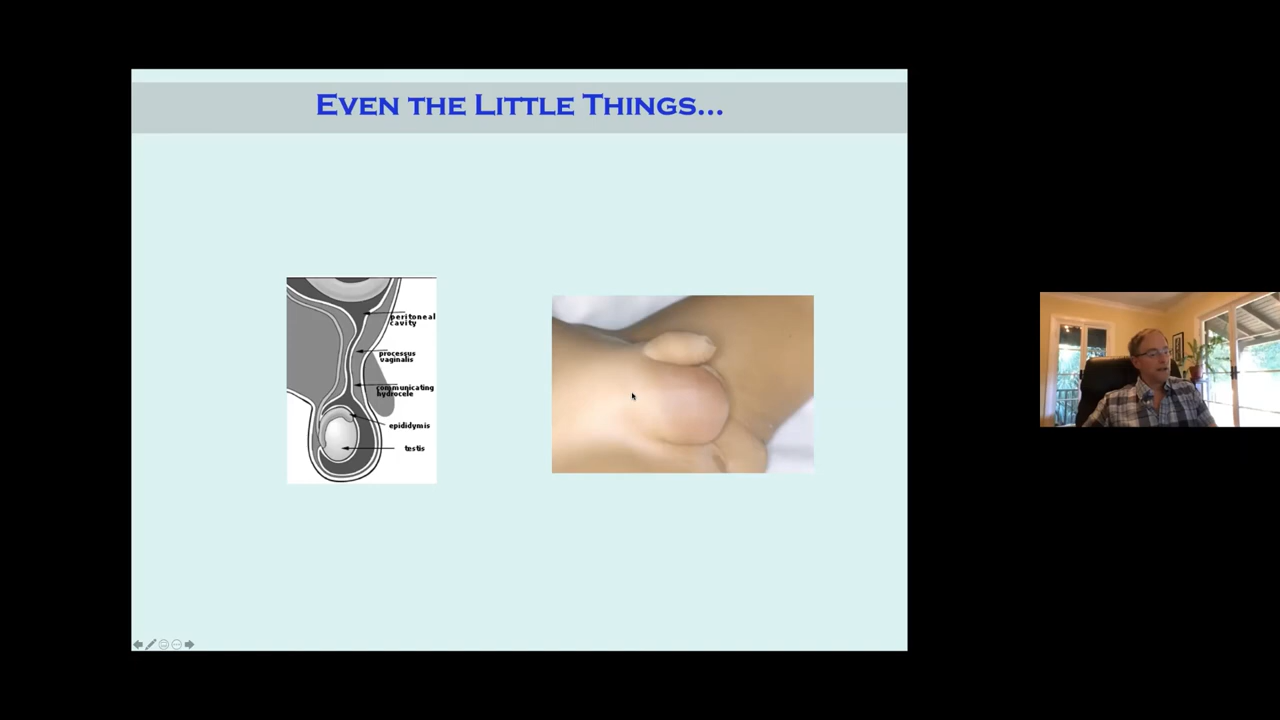 EVEN THE LITTLE THINGS...
peritoneal
cavity
processus
vaginalis
communicating
hydrocele
epididymis
testis